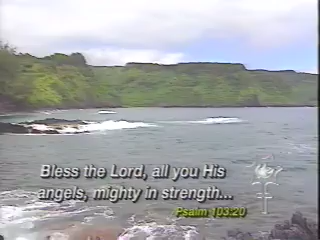 Bless the Lord, all you His
angels, mighty in strength...
Psalm 103:20